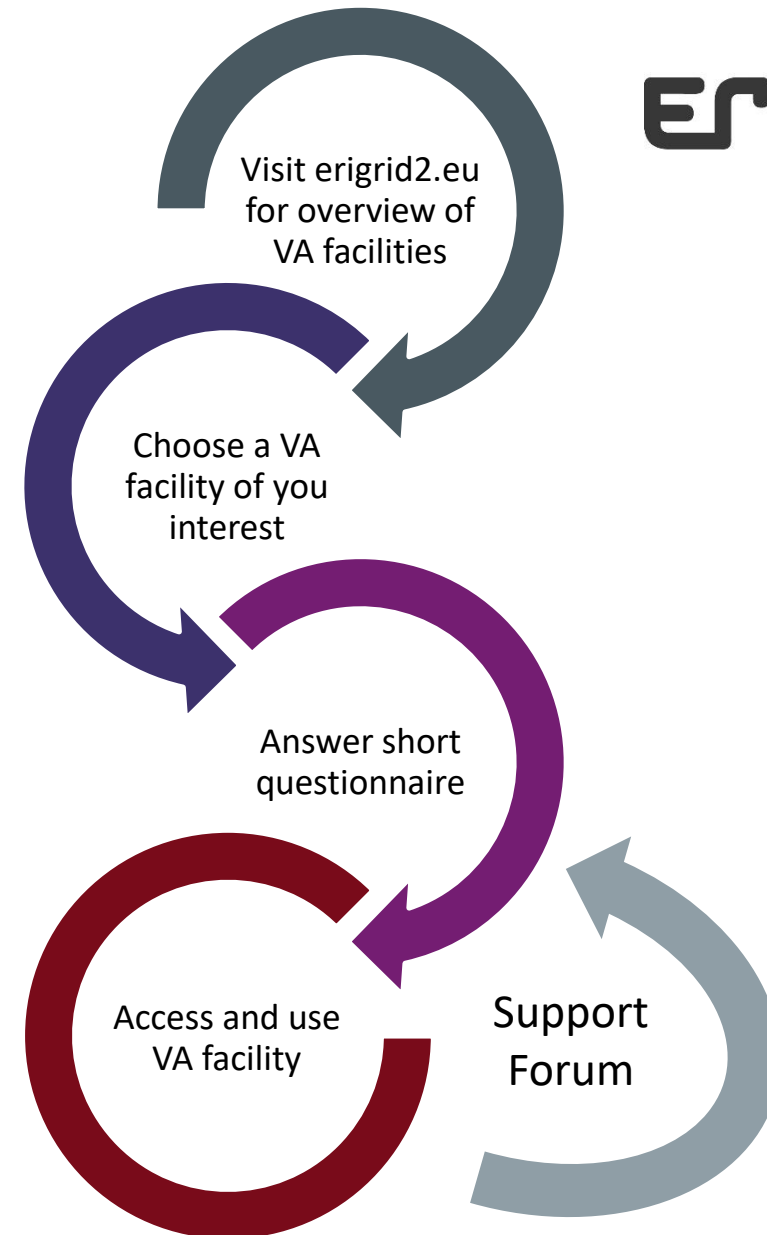 Er
Visit erigrid2.eu
for overview of
VA facilities
Choose a VA
facility of you
interest
Answer short
questionnaire
Access and use
VA facility
Support
Forum